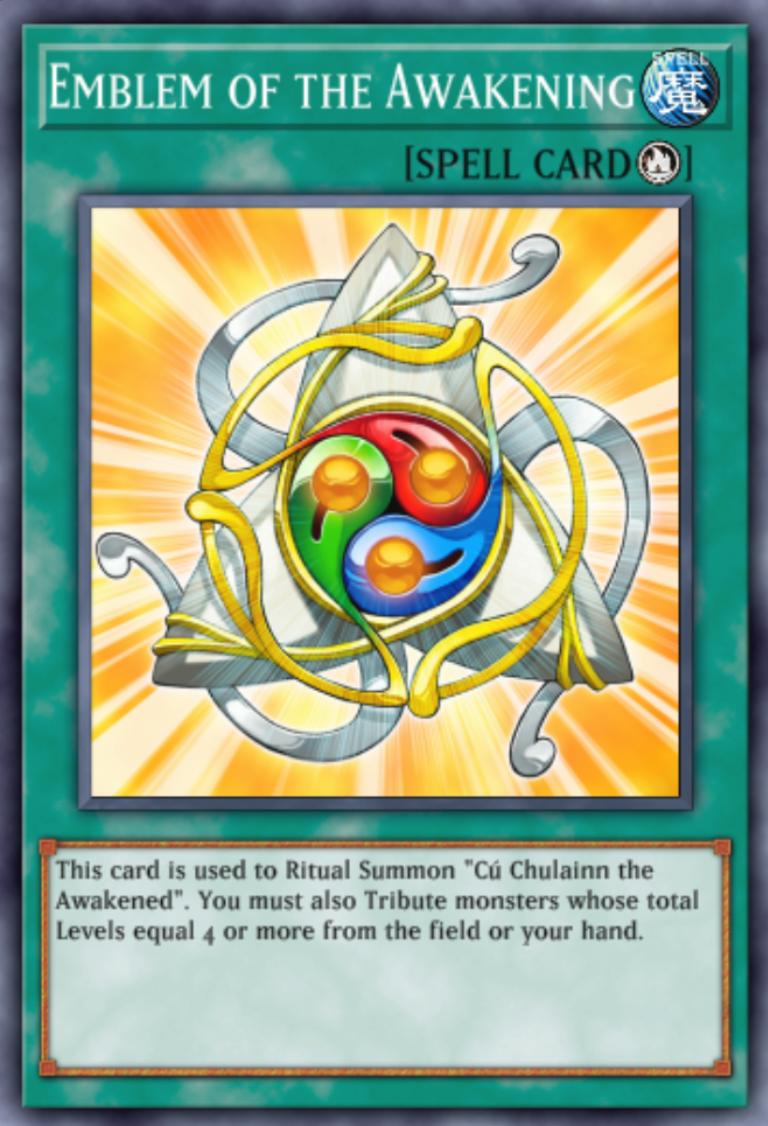 EMBLEM OF THE AWAKENING
SPELL
魔
[SPELL CARD]
This card is used to Ritual Summon "Cú Chulainn the
Awakened". You must also Tribute monsters whose total
Levels equal 4 or more from the field or your hand.